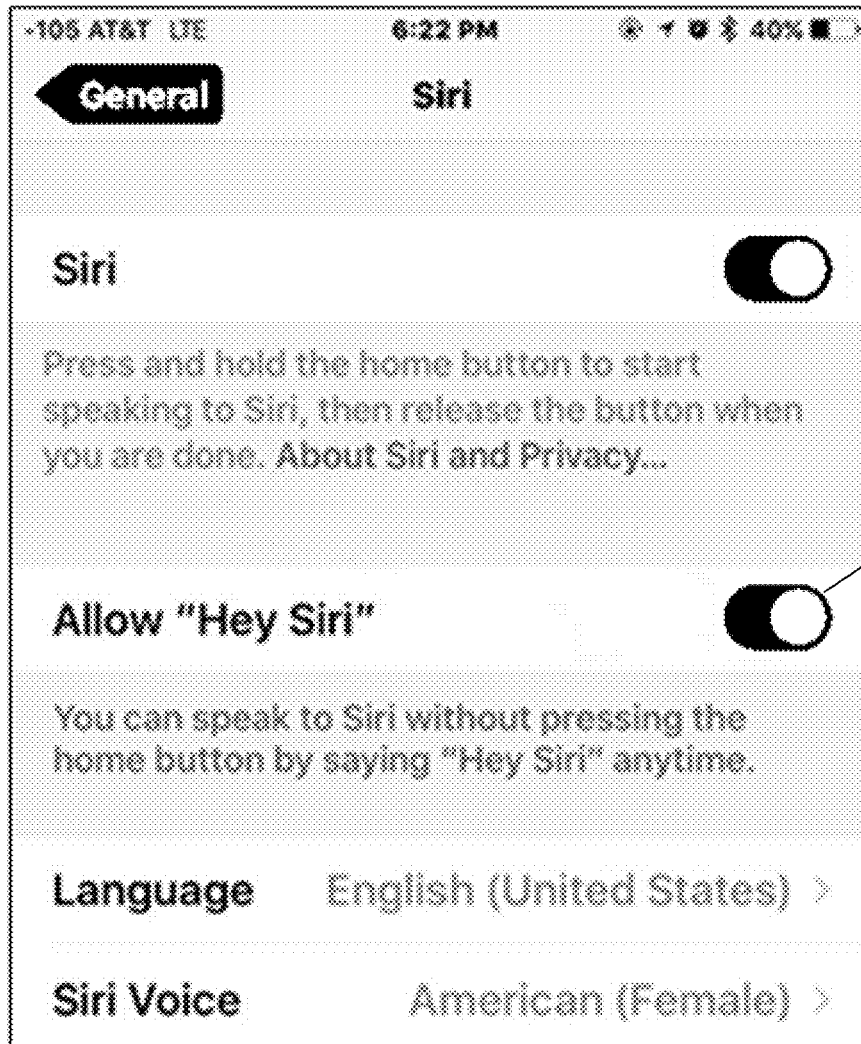 -105 AT&T LTE 6:22 PM 40%
General Siri
Siri
Press and hold the home button to start
speaking to Siri, then release the button when
you are done. About Siri and Privacy...
Allow "Hey Siri"
You can speak to Siri without pressing the
home button by saying "Hey Siri" anytime.
Language English (United States) >
Siri Voice American (Female) >